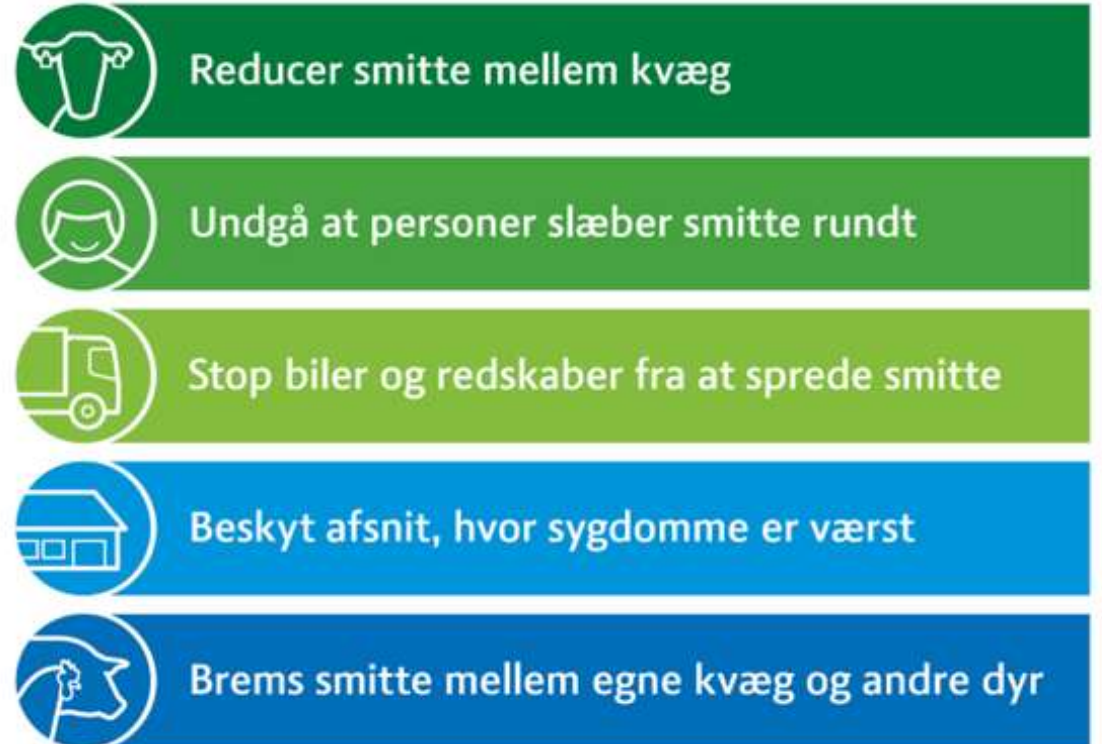 Reducer smitte mellem kvæg
Undgå at personer slæber smitte rundt
Stop biler og redskaber fra at sprede smitte
Beskyt afsnit, hvor sygdomme er værst
Brems smitte mellem egne kvæg og andre dyr